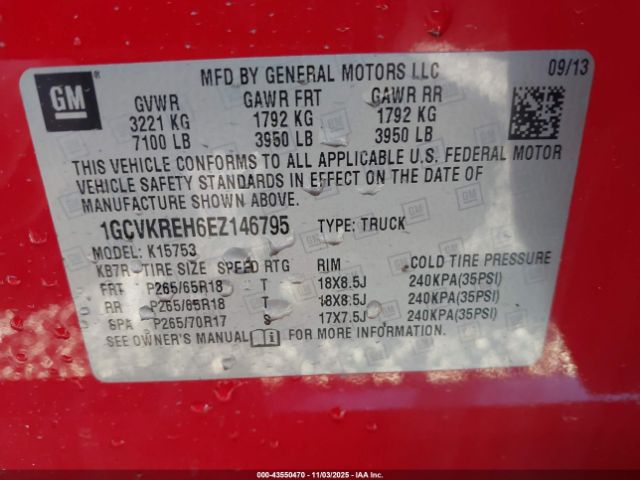 GM ®
MFD BY GENERAL MOTORS LLC 09/13
GVWR GAWR FRT GAWR RR
3221 KG 1792 KG 1792 KG
7100 LB 3950 LB 3950 LB
THIS VEHICLE CONFORMS TO ALL APPLICABLE U.S. FEDERAL MOTOR
VEHICLE SAFETY STANDARDS IN EFFECT ON THE DATE OF
MANUFACTURE SHOWN ABOVE.
1GCVKREH6EZ146795 TYPE: TRUCK
MODEL: K15753
KB7R TIRE SIZE SPEED RTG RIM COLD TIRE PRESSURE
FRT P265/65R18 T 18X8.5J 240KPA(35PSI)
RR P265/65R18 T 18X8.5J 240KPA(35PSI)
SPA P265/70R17 S 17X7.5J 240KPA(35PSI)
SEE OWNER'S MANUAL FOR MORE INFORMATION.
000-43550470 - 11/03/2025 - IAAI.COM